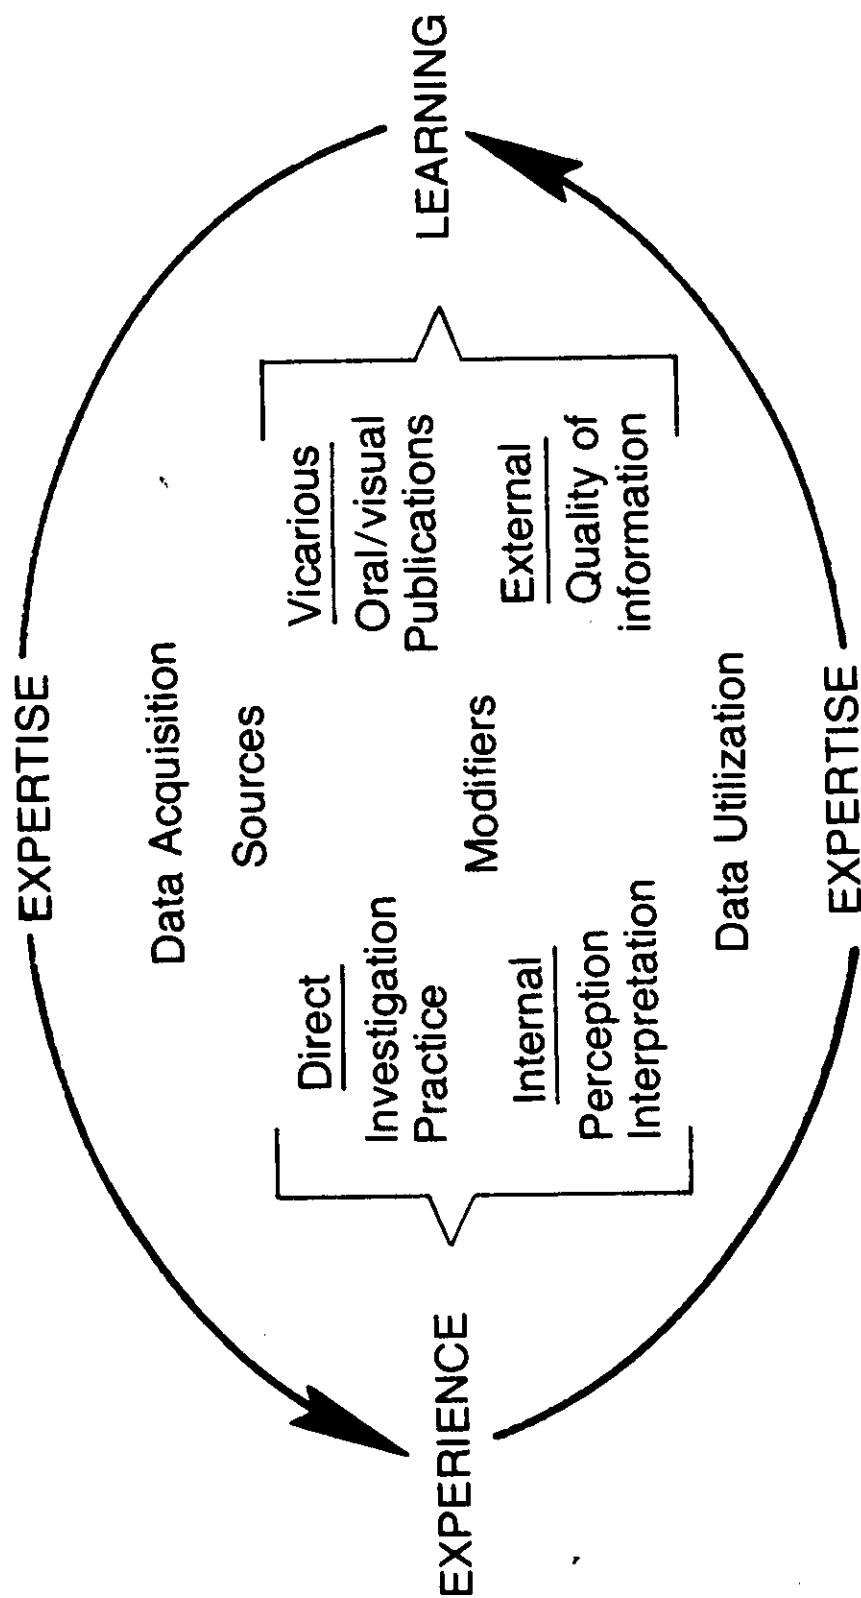 EXPERTISE
Data Acquisition
Sources
Direct
Investigation
Practice
Vicarious
Oral/visual
Publications
EXPERIENCE
LEARNING
Modifiers
Internal
Perception
Interpretation
External
Quality of
information
Data Utilization
EXPERTISE